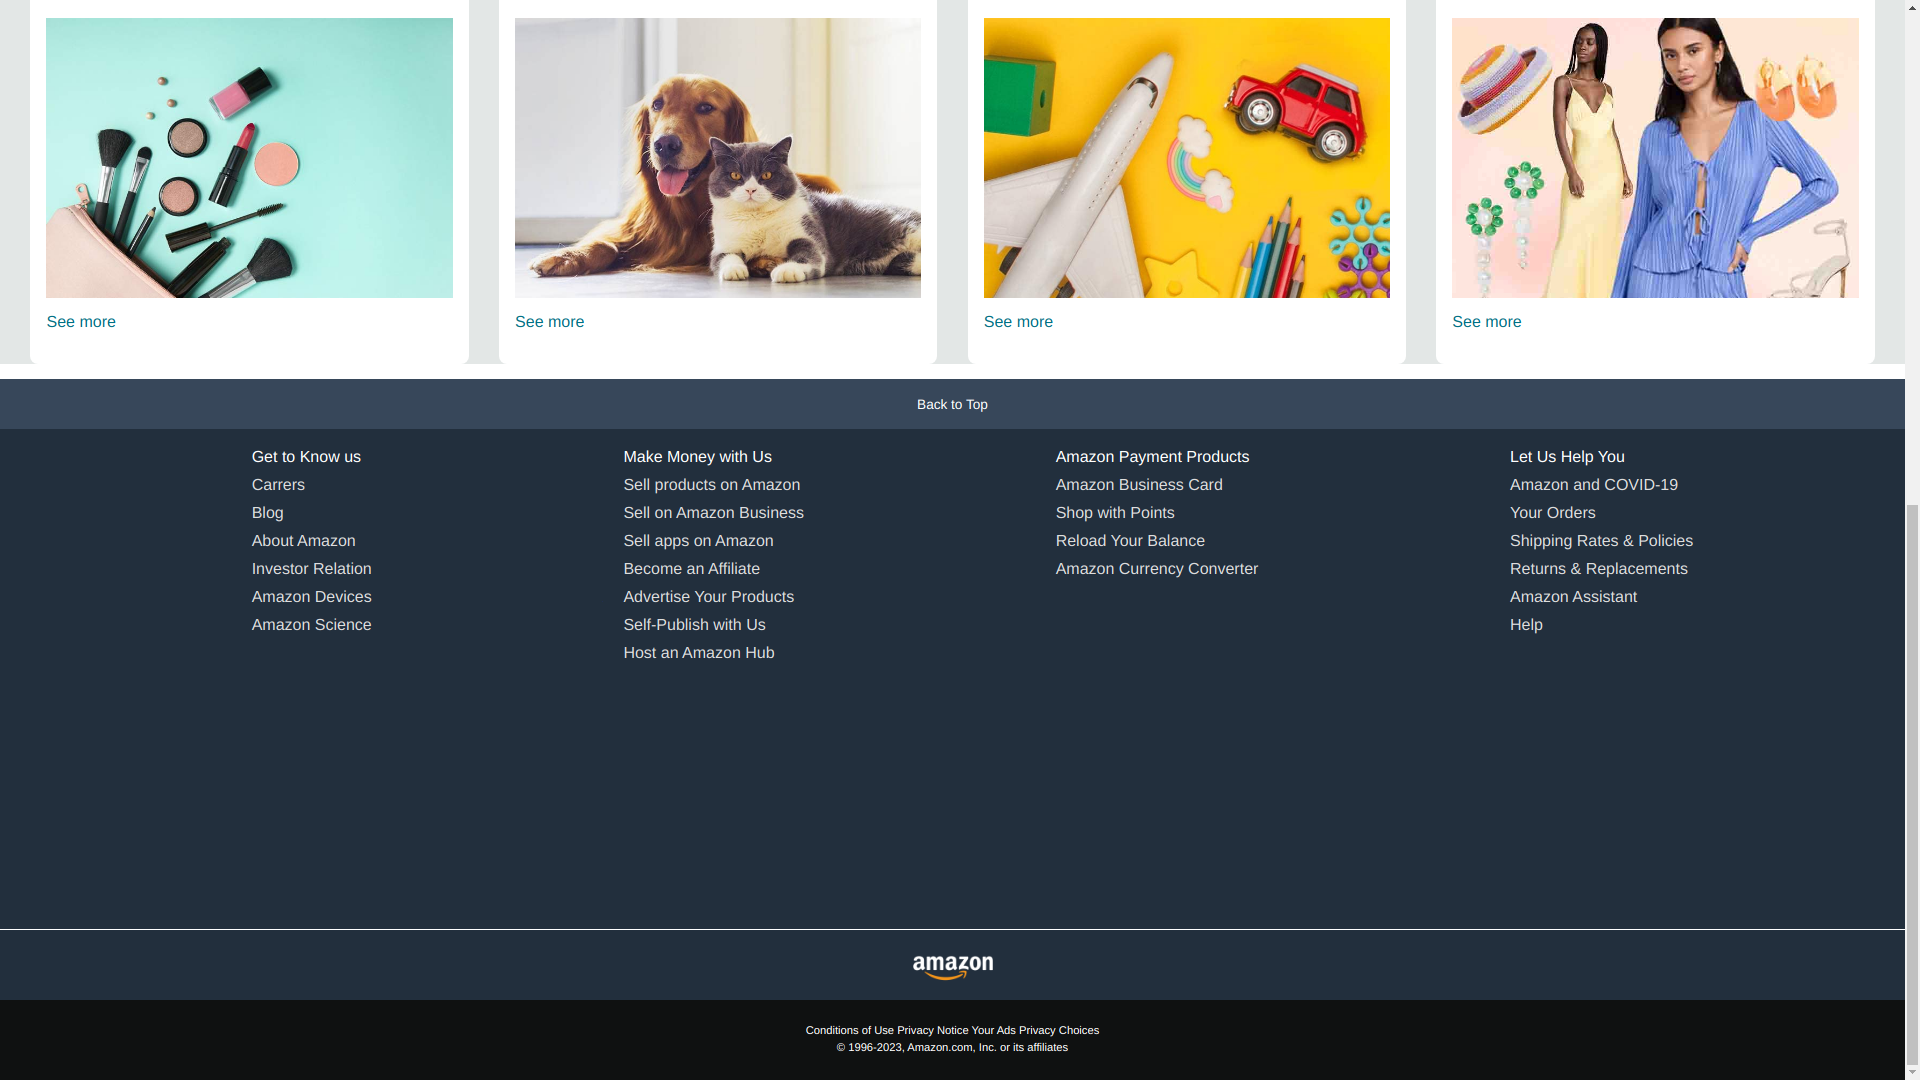 See more
See more
See more
See more
Back to Top
Get to Know us
Carrers
Blog
About Amazon
Investor Relation
Amazon Devices
Amazon Science
Make Money with Us
Sell products on Amazon
Sell on Amazon Business
Sell apps on Amazon
Become an Affiliate
Advertise Your Products
Self-Publish with Us
Host an Amazon Hub
Amazon Payment Products
Amazon Business Card
Shop with Points
Reload Your Balance
Amazon Currency Converter
Let Us Help You
Amazon and COVID-19
Your Orders
Shipping Rates & Policies
Returns & Replacements
Amazon Assistant
Help
amazon
Conditions of Use Privacy Notice Your Ads Privacy Choices
© 1996-2023, Amazon.com, Inc. or its affiliates